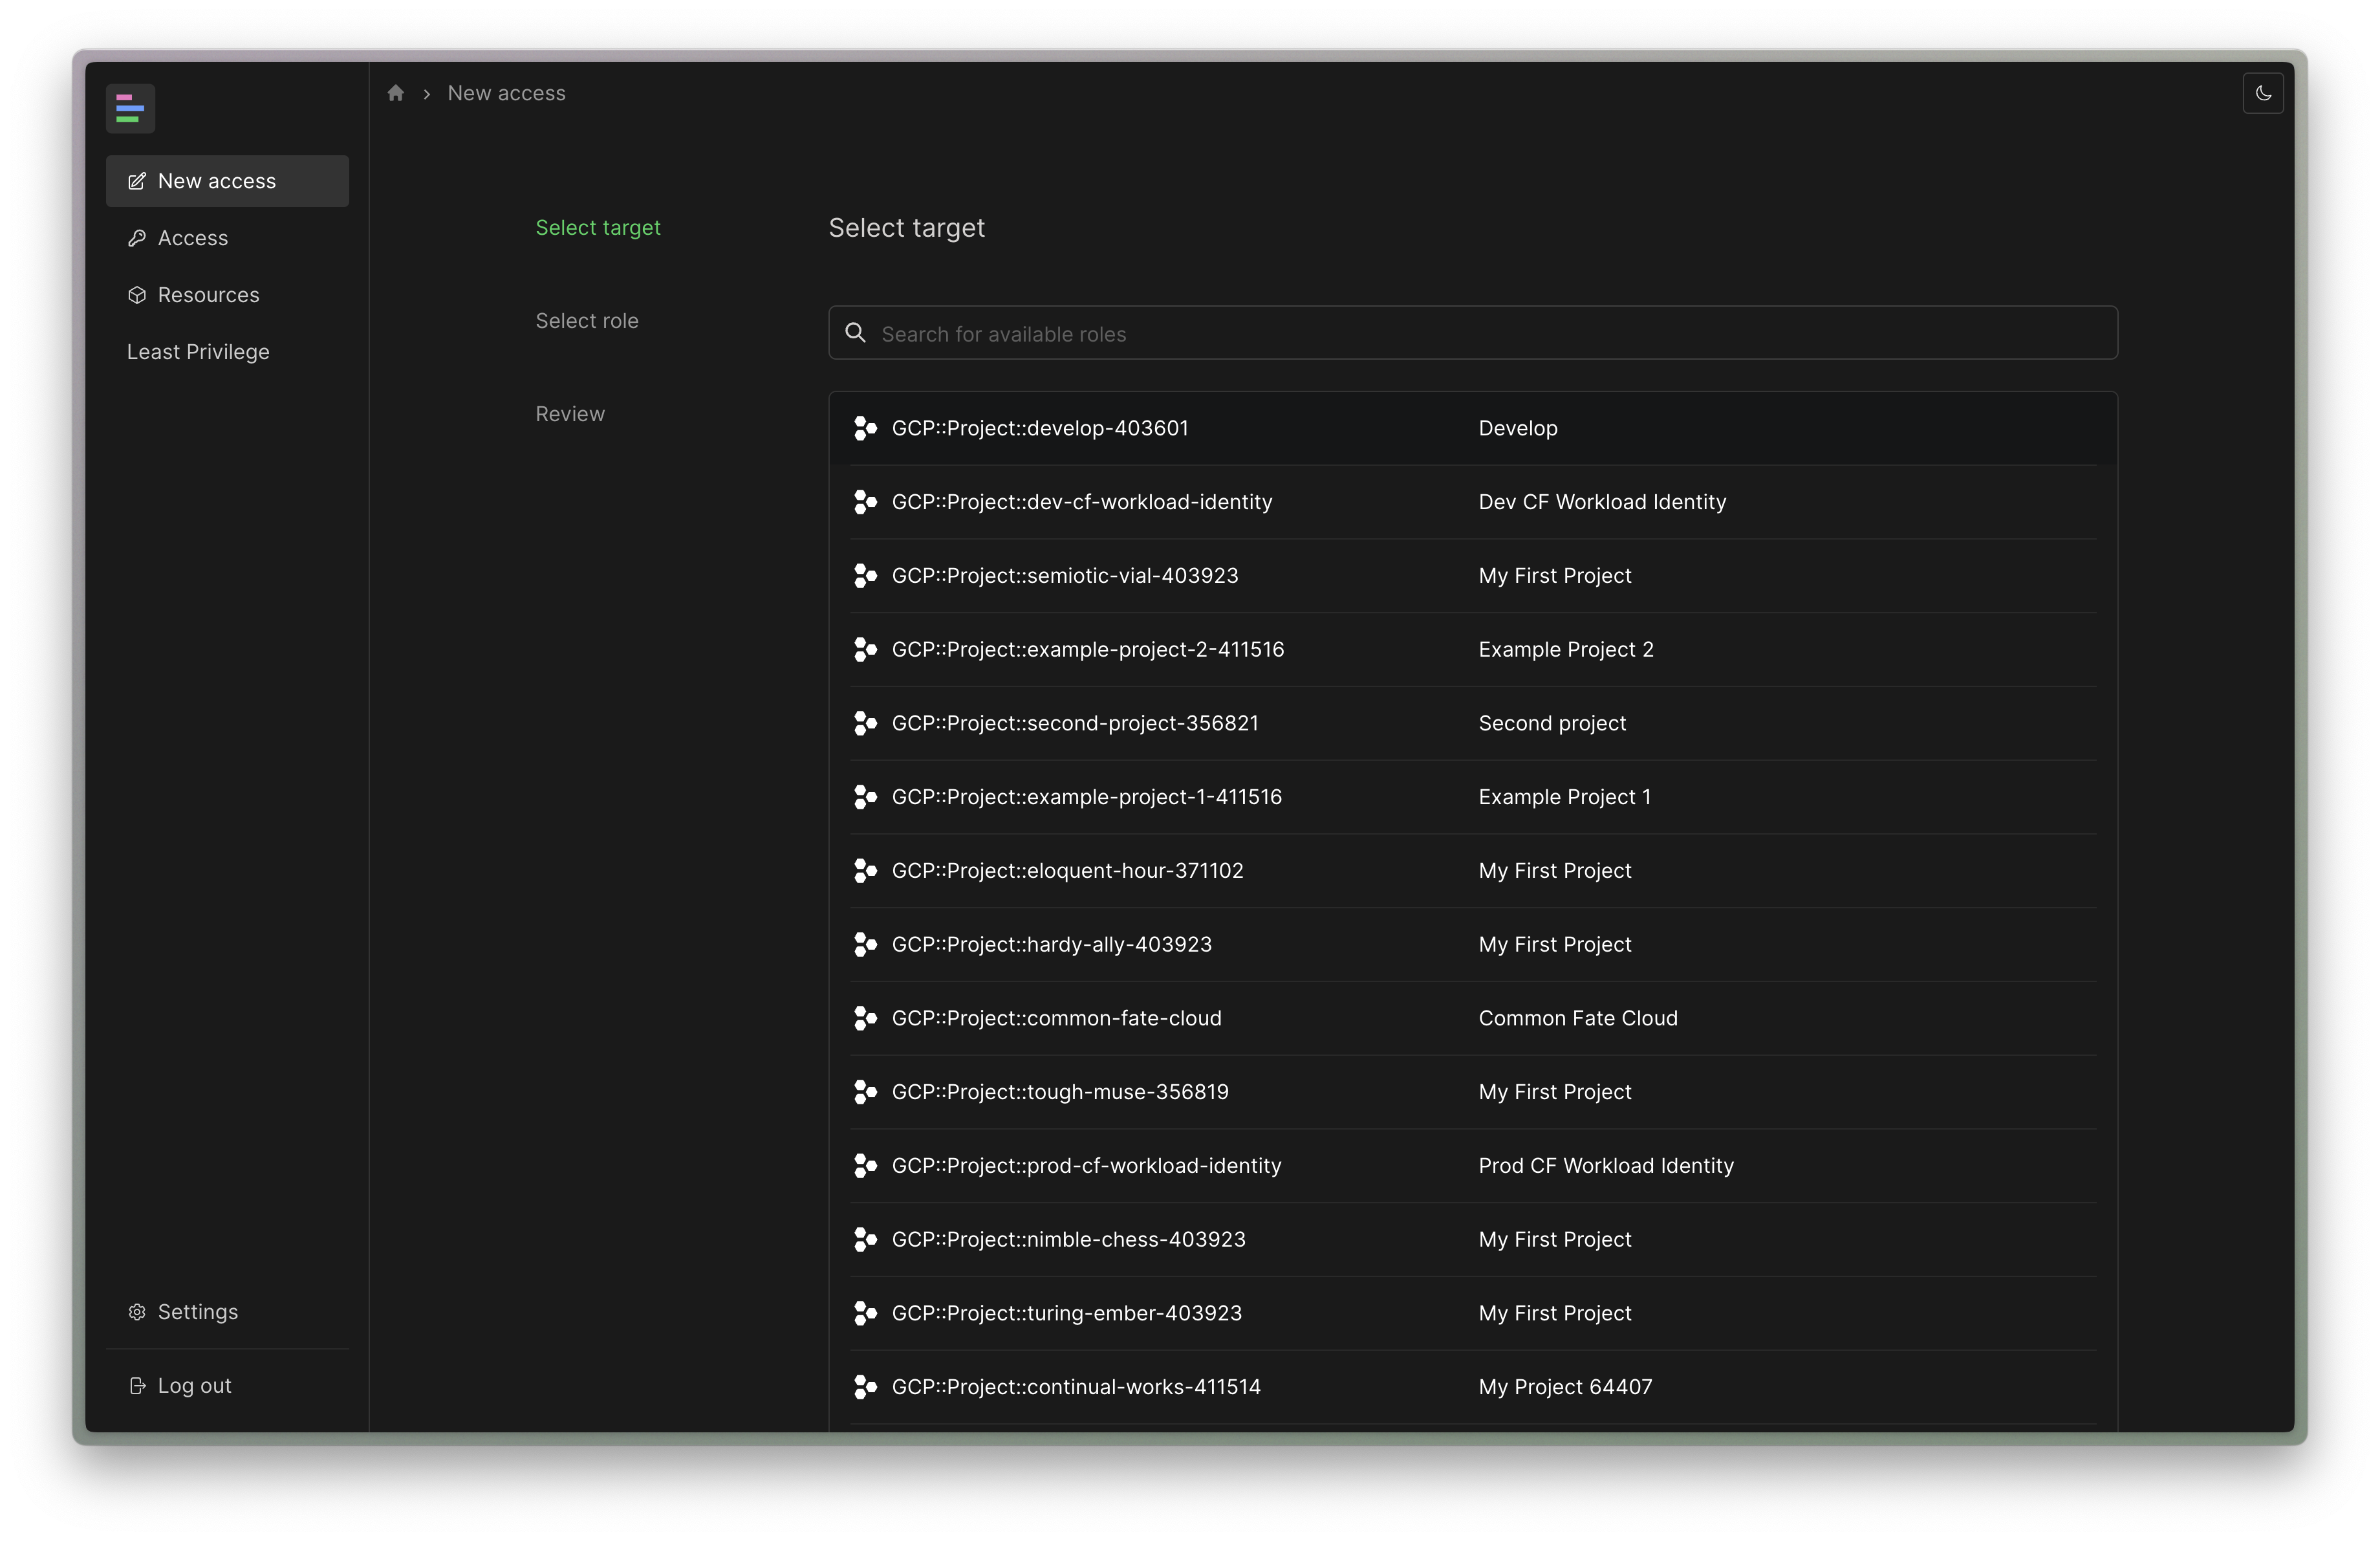 New access
New access
Access
Resources
Least Privilege
Settings
Log out
Select target
Select role
Review
Select target
Search for available roles
GCP::Project::develop-403601 Develop
GCP::Project::dev-cf-workload-identity Dev CF Workload Identity
GCP::Project::semiotic-vial-403923 My First Project
GCP::Project::example-project-2-411516 Example Project 2
GCP::Project::second-project-356821 Second project
GCP::Project::example-project-1-411516 Example Project 1
GCP::Project::eloquent-hour-371102 My First Project
GCP::Project::hardy-ally-403923 My First Project
GCP::Project::common-fate-cloud Common Fate Cloud
GCP::Project::tough-muse-356819 My First Project
GCP::Project::prod-cf-workload-identity Prod CF Workload Identity
GCP::Project::nimble-chess-403923 My First Project
GCP::Project::turing-ember-403923 My First Project
GCP::Project::continual-works-411514 My Project 64407